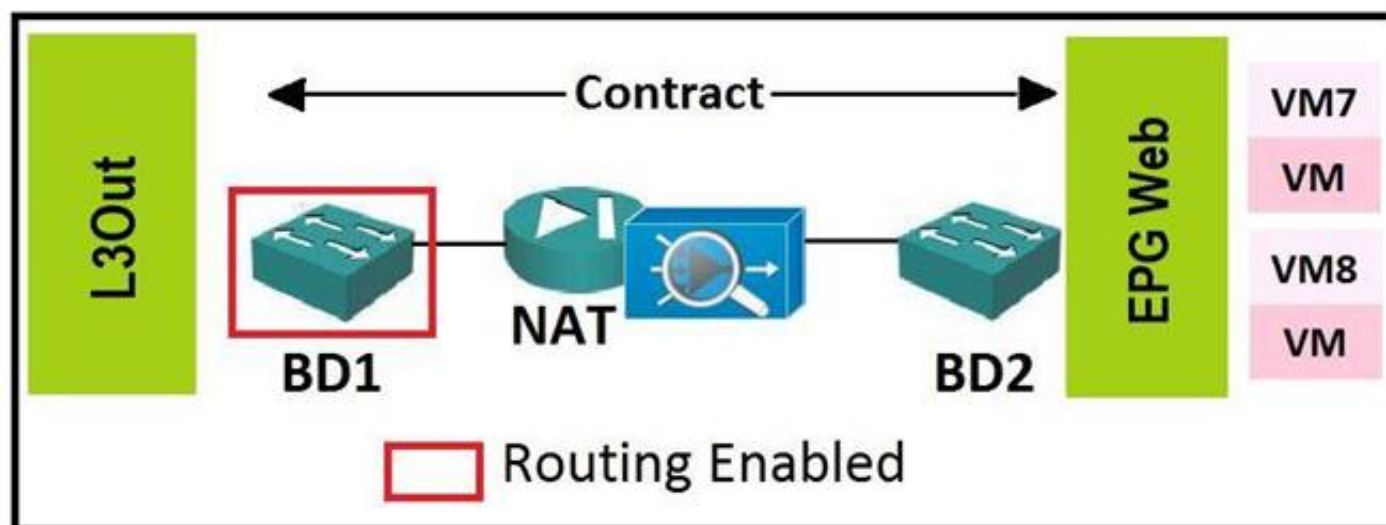 Contract
L3Out
BD1
NAT
BD2
EPG Web
VM7
VM
VM8
VM
Routing Enabled